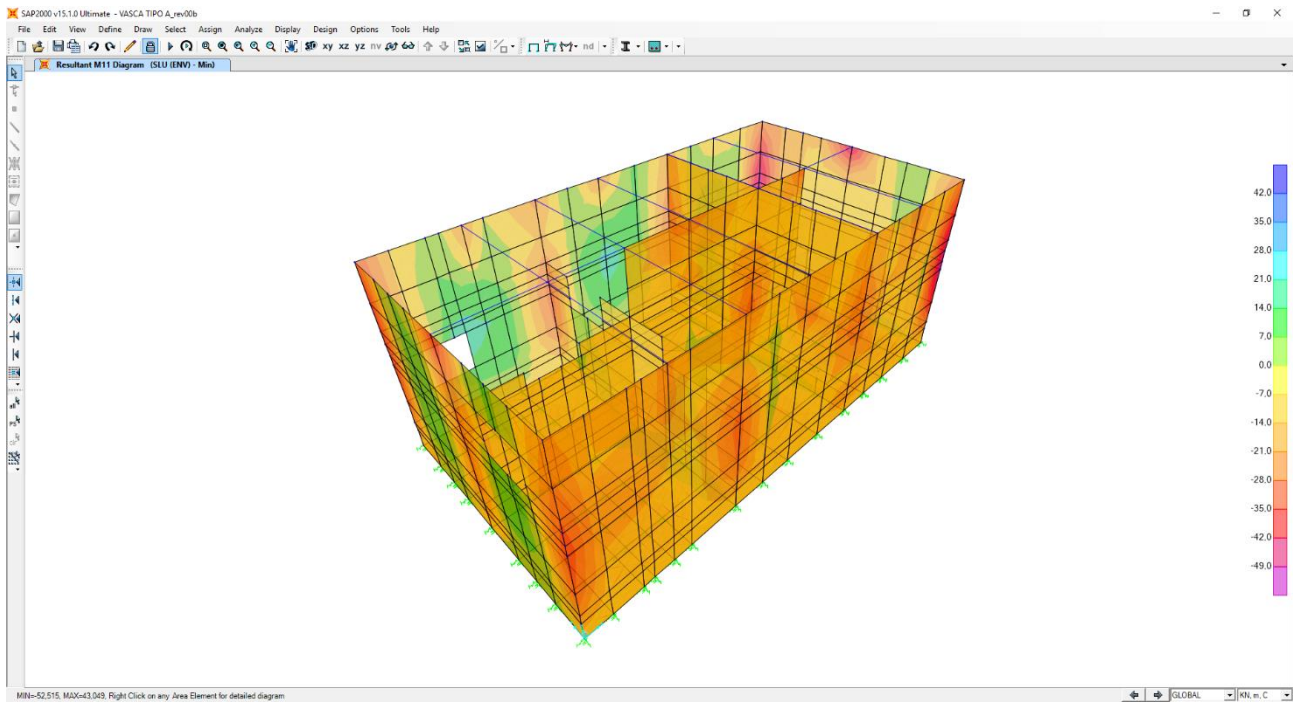 SAP2000 v15.1.0 Ultimate - VASCA TIPO A_rev00b
File Edit View Define Draw Select Assign Analyze Display Design Options Tools Help
3D xy xz yz nv nd
Resultant M11 Diagram (SLU (ENV) - Min)
42.0
35.0
28.0
21.0
14.0
7.0
0.0
-7.0
-14.0
-21.0
-28.0
-35.0
-42.0
-49.0
all
PS
MIN=-52,515, MAX=43,049, Right Click on any Area Element for detailed diagram
GLOBAL
KN, m, C